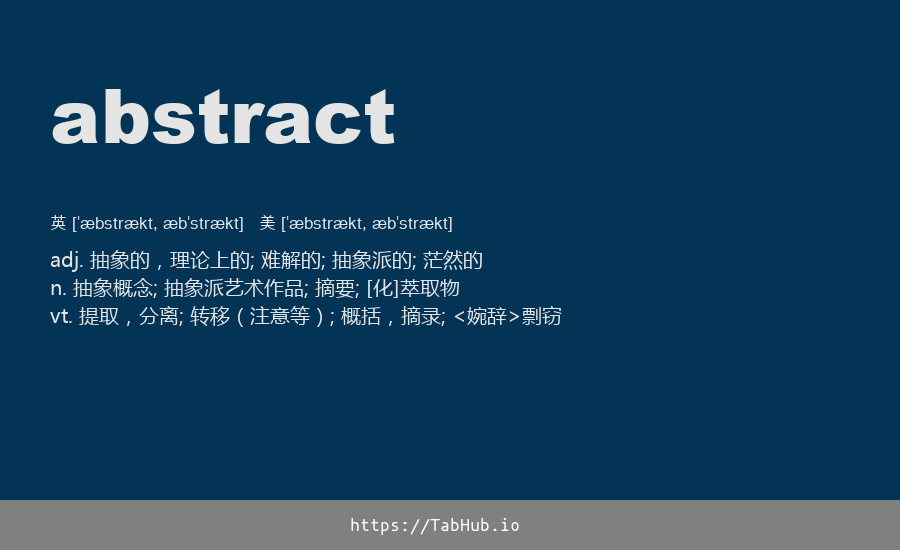 abstract
英 ['æbstrækt, æb'strækt] 美 ['æbstrækt, æb'strækt]
adj. 抽象的，理论上的; 难解的; 抽象派的; 茫然的
n. 抽象概念; 抽象派艺术作品; 摘要; [化]萃取物
vt. 提取，分离; 转移（注意等）; 概括，摘录; <婉辞>剽窃
https://TabHub.io